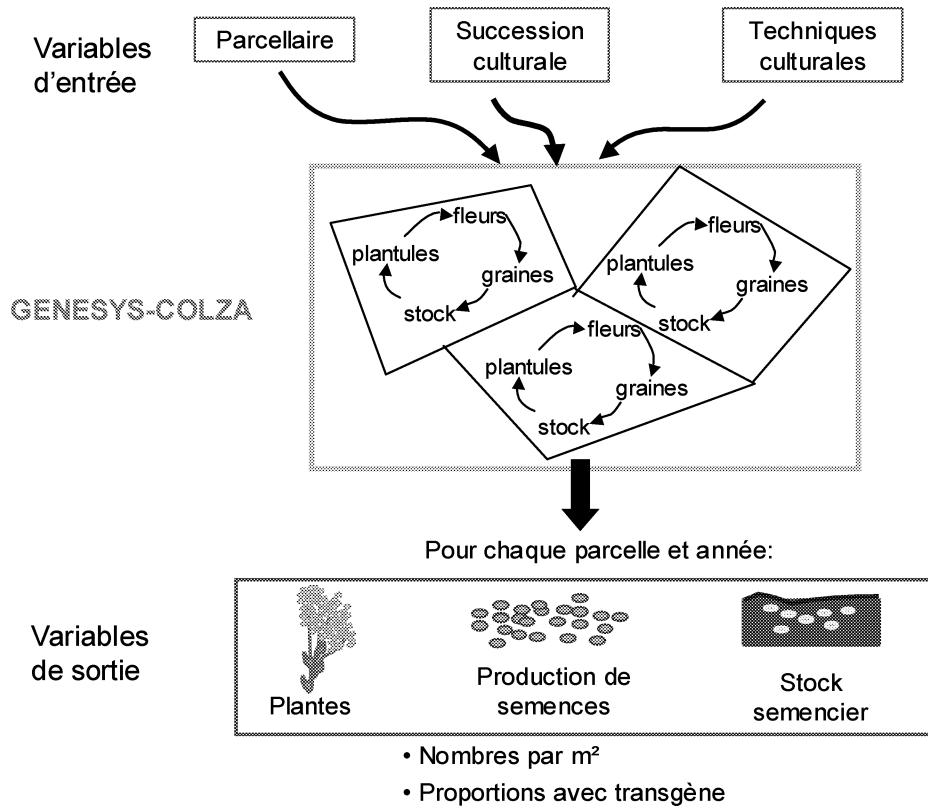 Variables
d'entrée
Parcellaire
Succession
culturale
Techniques
culturales
GENESYS-COLZA
fleurs
plantules
graines
stock
fleurs
plantules
graines
stock
fleurs
plantules
graines
stock
Pour chaque parcelle et année:
Variables
de sortie
Plantes
Production de
semences
Stock
semencier
• Nombres par m²
• Proportions avec transgène